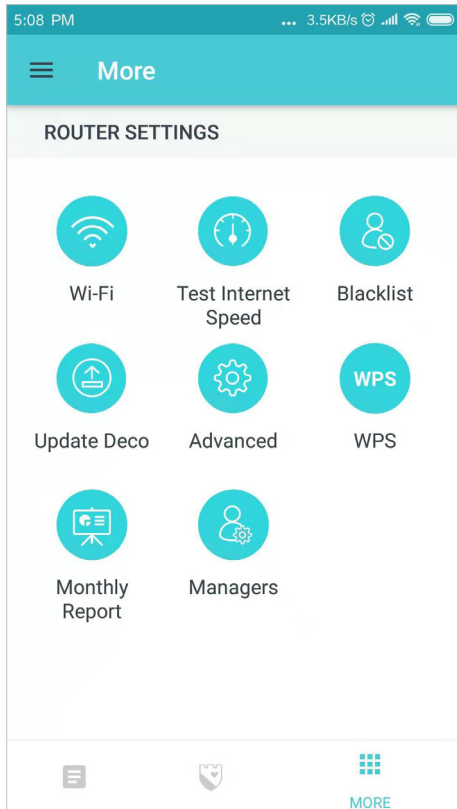 5:08 PM ... 3.5KB/s
More
ROUTER SETTINGS
Wi-Fi
Test Internet
Speed
Blacklist
Update Deco
Advanced
WPS
WPS
Monthly
Report
Managers
MORE